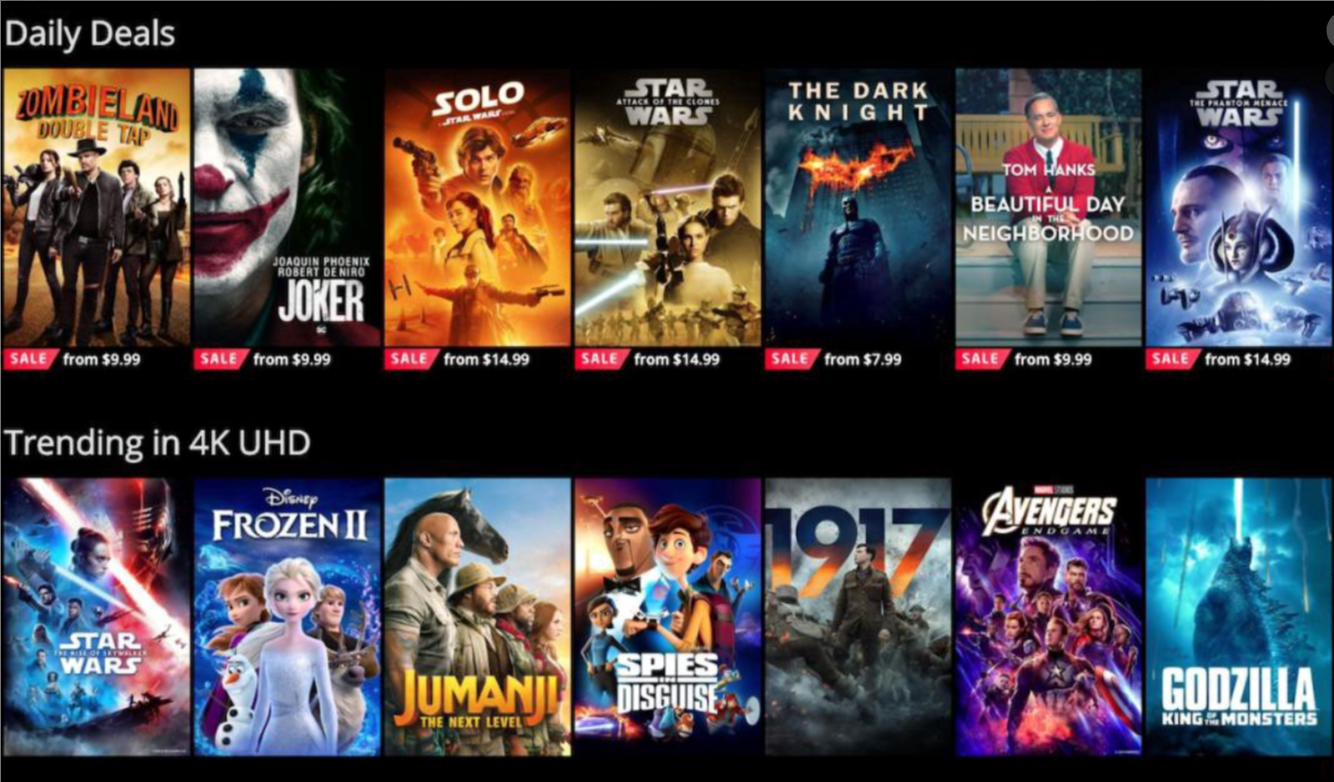 Daily Deals
ZOMBIELAND
DOUBLE TAP
JOAQUIN PHOENIX
ROBERT DE NIRO
JOKER
DC
SOLO
A STAR WARS STORY
STAR
ATTACK OF THE CLONES
WARS
THE DARK
KNIGHT
TOM HANKS
A
BEAUTIFUL DAY
IN THE
NEIGHBORHOOD
STAR
THE PHANTOM MENACE
WARS
SALE from $9.99
SALE from $9.99
SALE from $14.99
SALE from $14.99
SALE from $7.99
SALE from $9.99
SALE from $14.99
Trending in 4K UHD
STAR
THE RISE OF SKYWALKER
WARS
Disney
FROZEN II
JUMANJI
THE NEXT LEVEL
SPIES
IN
DISGUISE
1917
MARVEL STUDIOS
AVENGERS
ENDGAME
GODZILLA
KING OF THE MONSTERS